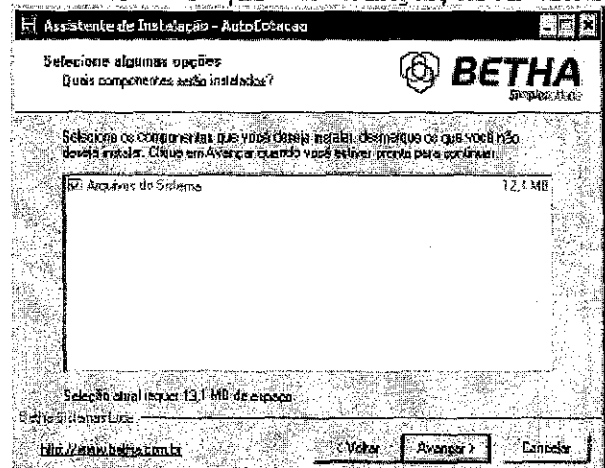 Assistente de Instalação - AutoCotacao
Selecione algumas opções
Quais componentes serão instalados?
BETHA
Selecione os componentes que você deseja instalar, desmarque os que você não
deseja instalar. Clique em Avançar quando você estiver pronto para continuar.
Arquivos do Sistema 12,1 MB
Seleção atual requer 13,1 MB de espaço
Betha Sistemas Ltda
http://www.betha.com.br
< Voltar Avançar > Cancelar